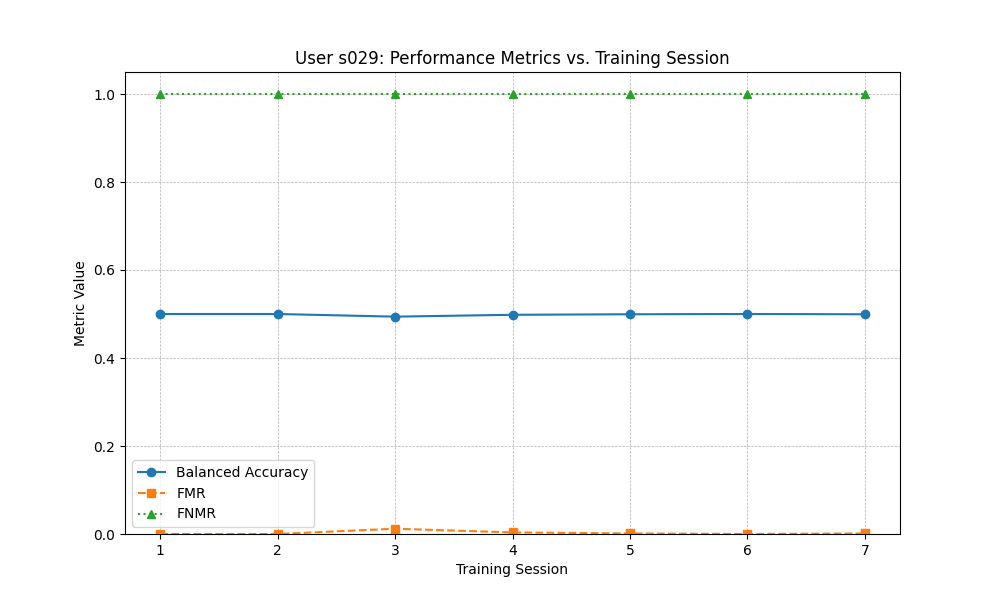 User s029: Performance Metrics vs. Training Session
Metric Value
1.0
0.8
0.6
0.4
0.2
0.0
Balanced Accuracy
FMR
FNMR
1 2 3 4 5 6 7
Training Session